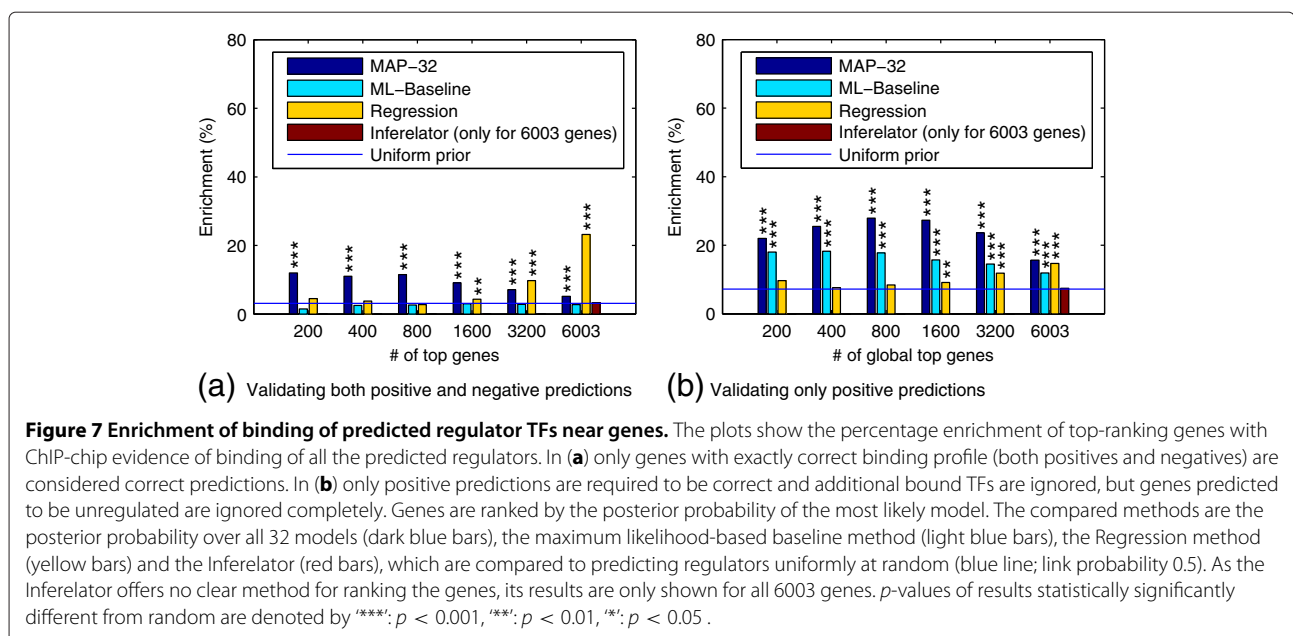 80
60
40
20
0
Enrichment (%)
MAP−32
ML−Baseline
Regression
Inferelator (only for 6003 genes)
Uniform prior
***
***
***
***
**
***
***
***
***
200 400 800 1600 3200 6003
# of top genes
(a) Validating both positive and negative predictions
80
60
40
20
0
Enrichment (%)
MAP−32
ML−Baseline
Regression
Inferelator (only for 6003 genes)
Uniform prior
***
***
***
***
***
***
***
***
**
***
***
***
***
***
***
200 400 800 1600 3200 6003
# of global top genes
(b) Validating only positive predictions
Figure 7 Enrichment of binding of predicted regulator TFs near genes. The plots show the percentage enrichment of top-ranking genes with
ChIP-chip evidence of binding of all the predicted regulators. In (a) only genes with exactly correct binding profile (both positives and negatives) are
considered correct predictions. In (b) only positive predictions are required to be correct and additional bound TFs are ignored, but genes predicted
to be unregulated are ignored completely. Genes are ranked by the posterior probability of the most likely model. The compared methods are the
posterior probability over all 32 models (dark blue bars), the maximum likelihood-based baseline method (light blue bars), the Regression method
(yellow bars) and the Inferelator (red bars), which are compared to predicting regulators uniformly at random (blue line; link probability 0.5). As the
Inferelator offers no clear method for ranking the genes, its results are only shown for all 6003 genes. p-values of results statistically significantly
different from random are denoted by '***': p < 0.001, '**': p < 0.01, '*': p < 0.05 .